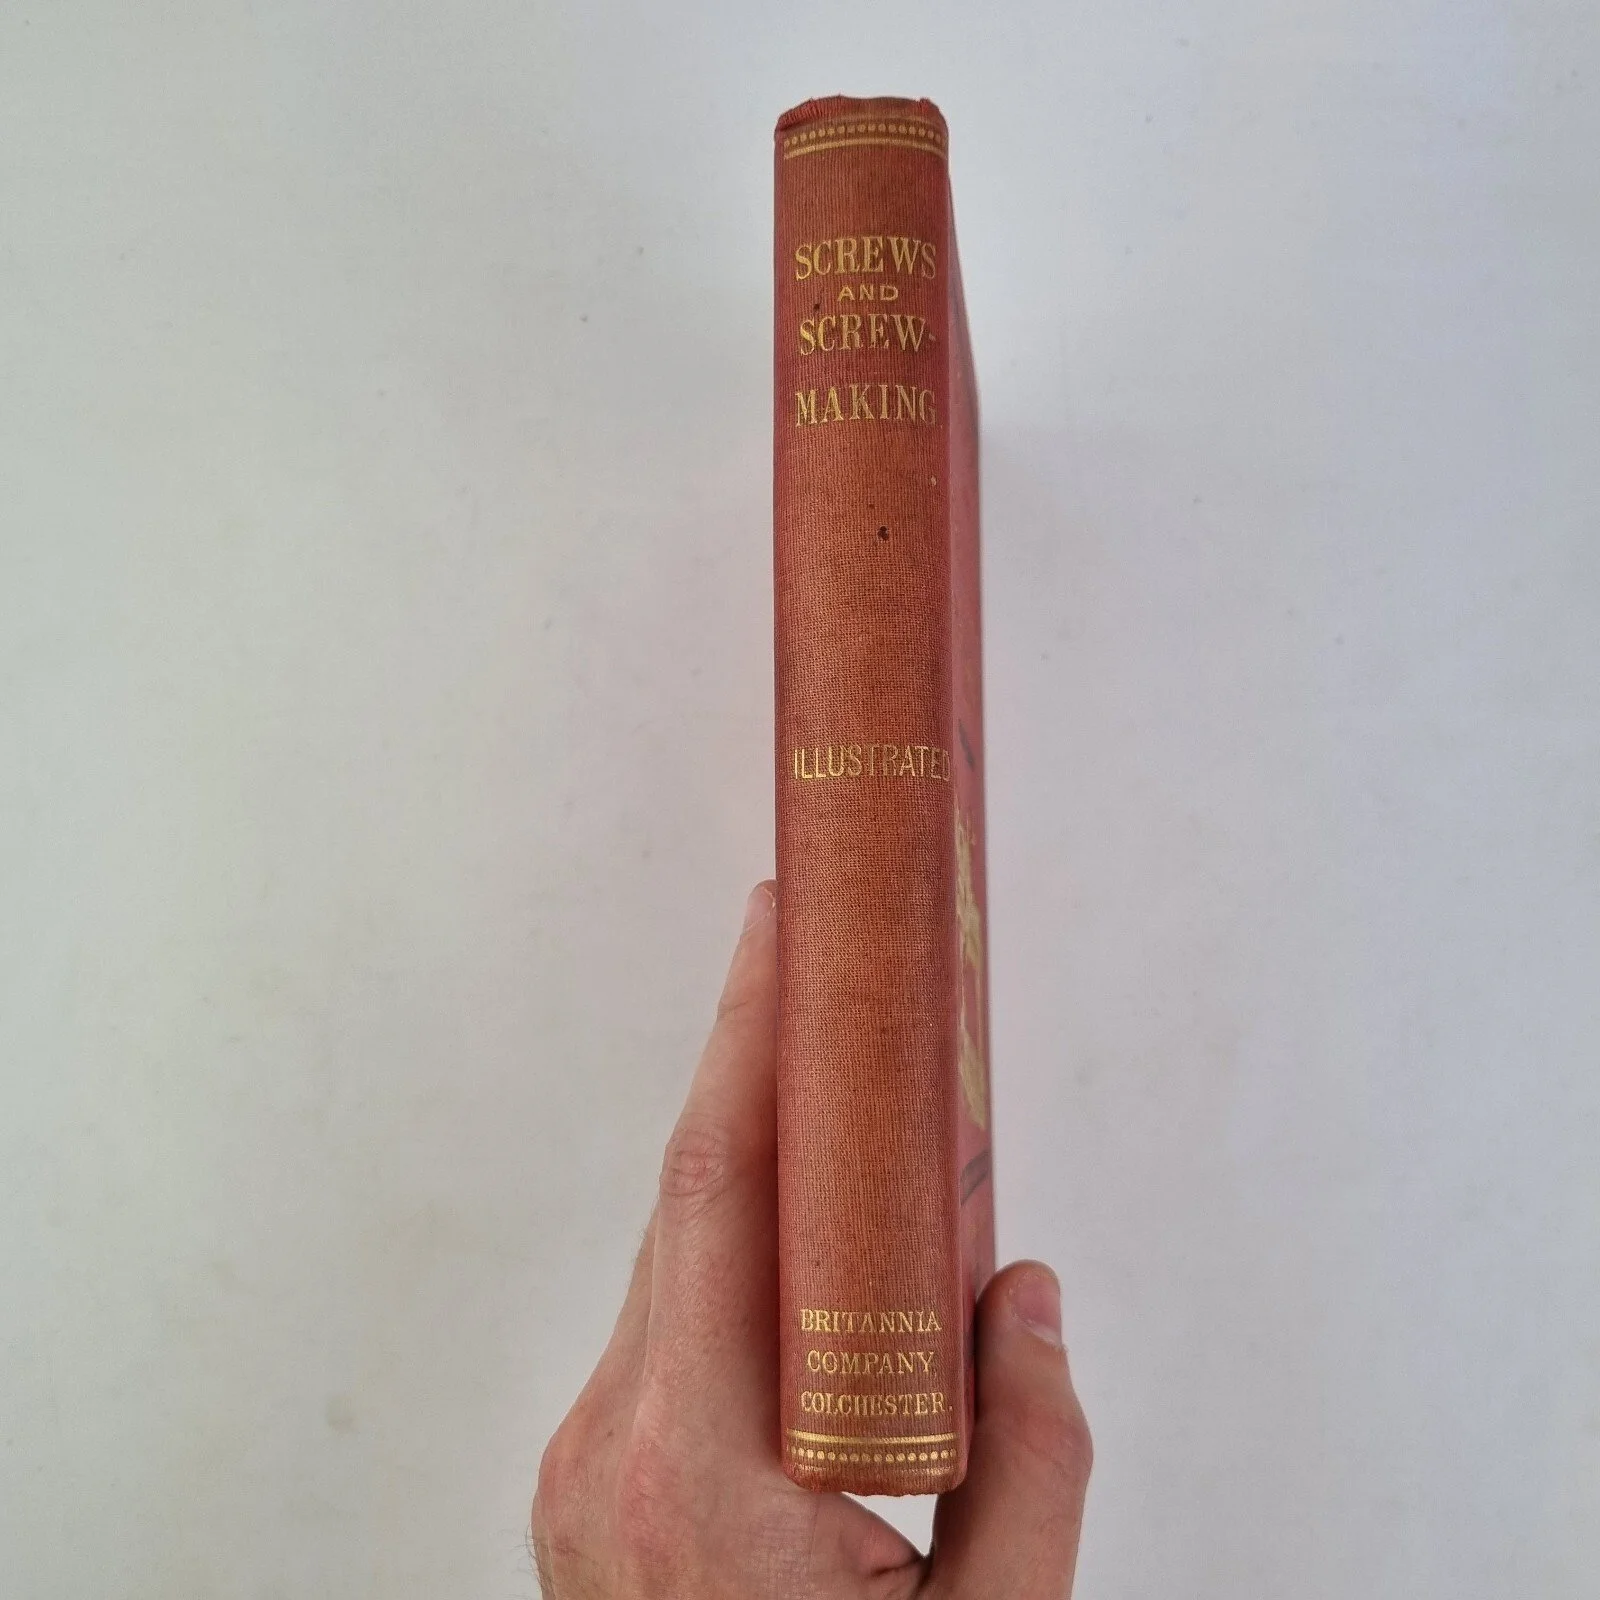 SCREWS
AND
SCREW-
MAKING.
ILLUSTRATED
BRITANNIA
COMPANY,
COLCHESTER.